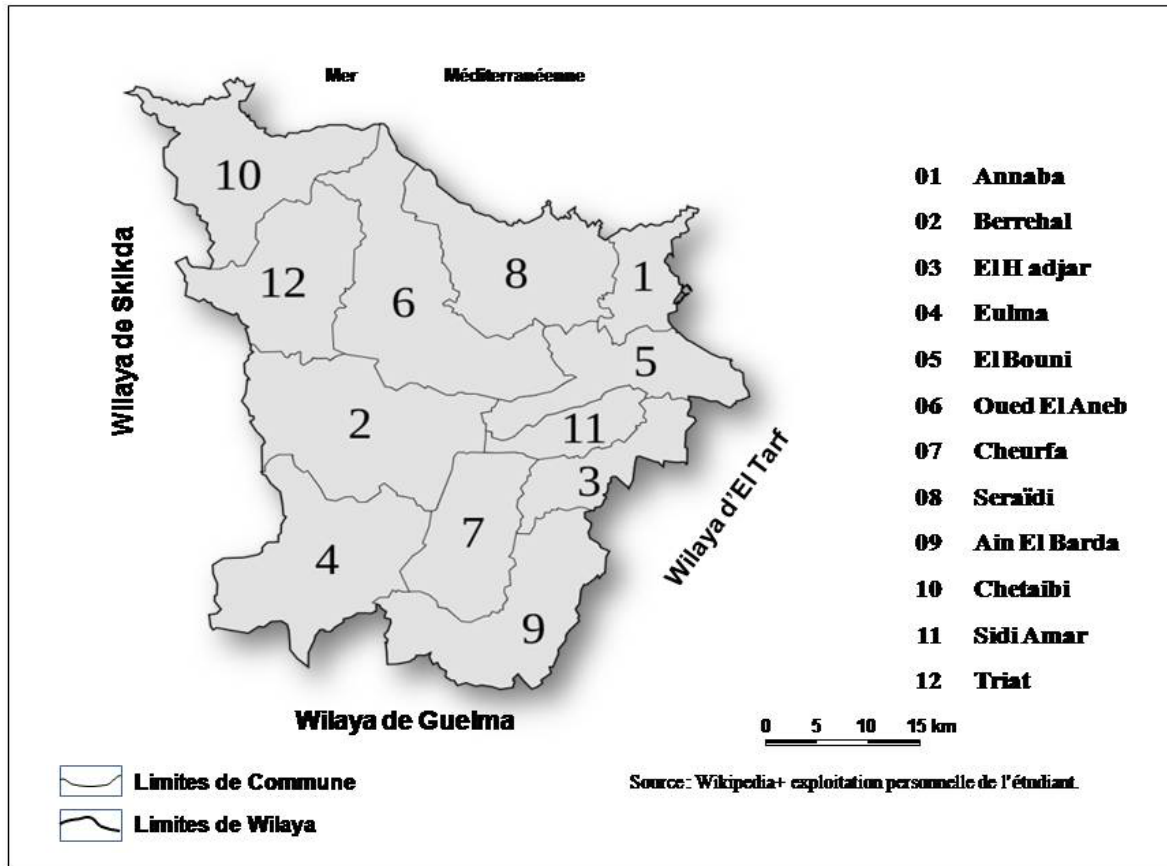 Mer Méditerranéenne
10
12
6
8
1
5
2
11
3
7
4
9
Wilaya de Skikda
Wilaya d'El Tarf
Wilaya de Guelma
01 Annaba
02 Berrehal
03 El H adjar
04 Eulma
05 El Bouni
06 Oued El Aneb
07 Cheurfa
08 Seraïdi
09 Ain El Barda
10 Chetaibi
11 Sidi Amar
12 Triat
0 5 10 15 km
Limites de Commune
Limites de Wilaya
Source: Wikipedia+ exploitation personnelle de l'étudiant.